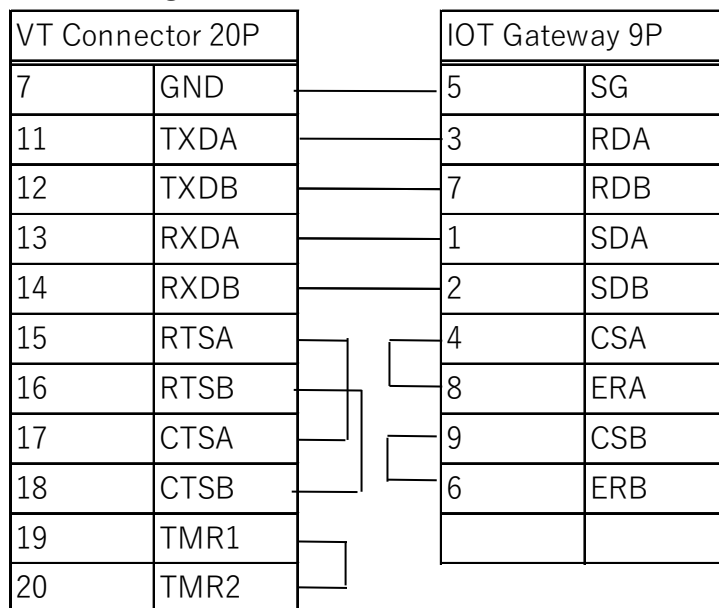 VT Connector 20P IOT Gateway 9P
7 GND 5 SG
11 TXDA 3 RDA
12 TXDB 7 RDB
13 RXDA 1 SDA
14 RXDB 2 SDB
15 RTSA 4 CSA
16 RTSB 8 ERA
17 CTSA 9 CSB
18 CTSB 6 ERB
19 TMR1
20 TMR2